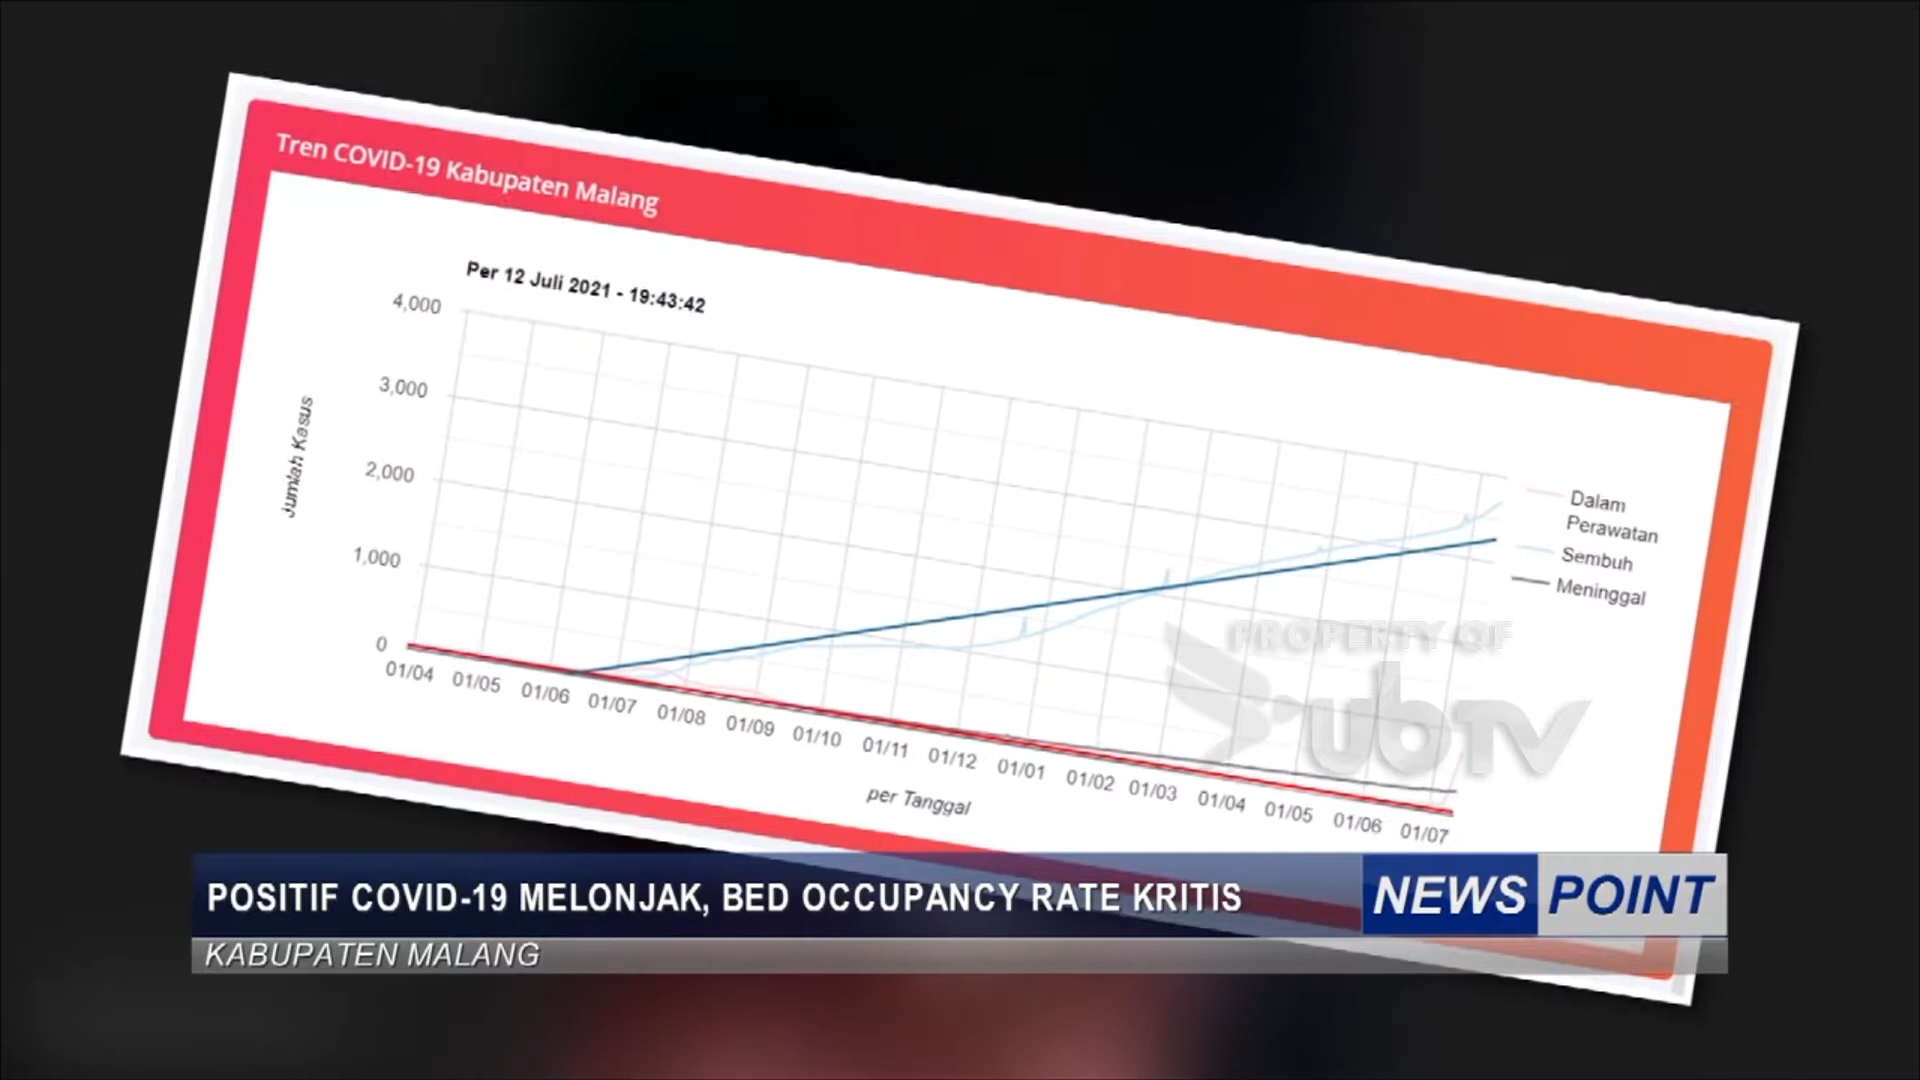 Tren COVID-19 Kabupaten Malang
Per 12 Juli 2021 - 19:43:42
4,000
3,000
2,000
1,000
0
Jumlah Kasus
01/04 01/05 01/06 01/07 01/08 01/09 01/10 01/11 01/12 01/01 01/02 01/03 01/04 01/05 01/06 01/07
per Tanggal
Dalam
Perawatan
Sembuh
Meninggal
PROPERTY OF
UBTV
POSITIF COVID-19 MELONJAK, BED OCCUPANCY RATE KRITIS
NEWS POINT
KABUPATEN MALANG